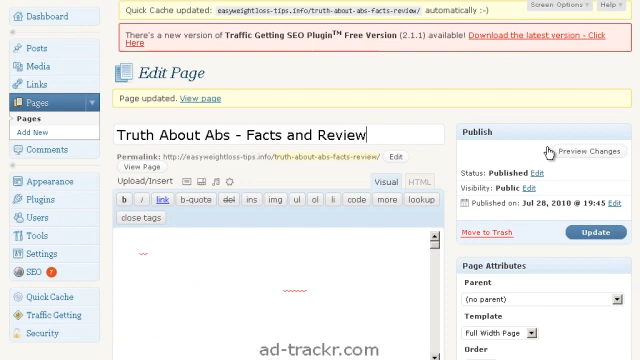 Quick Cache updated: easyweightloss-tips.info/truth-about-abs-facts-review/ automatically :-)
Screen Options
Help
Dashboard
There's a new version of Traffic Getting SEO Plugin™ Free Version (2.1.1) available! Download the latest version - Click
Here
Posts
Media
Links
Pages
Pages
Add New
Comments
Appearance
Plugins
Users
Tools
Settings
SEO 7
Quick Cache
Traffic Getting
Security
Edit Page
Page updated. View page
Truth About Abs - Facts and Review
Permalink: http://easyweightloss-tips.info/truth-about-abs-facts-review/ Edit
View Page
Upload/Insert
Visual HTML
b i link b-quote del ins img ul ol li code more lookup
close tags
ad-trackr.com
Publish
Preview Changes
Status: Published Edit
Visibility: Public Edit
Published on: Jul 28, 2010 @ 19:45 Edit
Move to Trash
Update
Page Attributes
Parent
(no parent)
Template
Full Width Page
Order